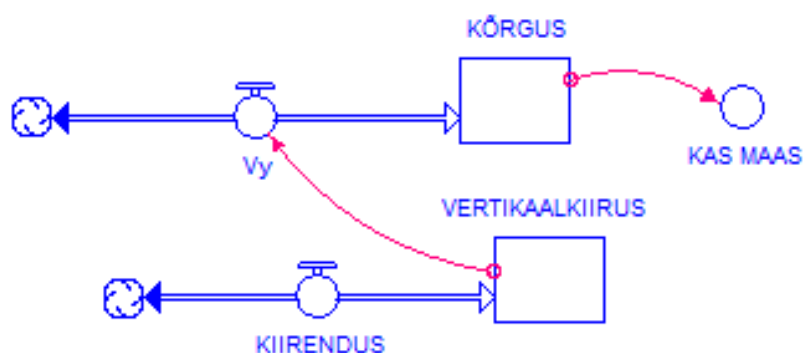 KÕRGUS
Vy
KAS MAAS
VERTIKAALKIIRUS
KIIRENDUS